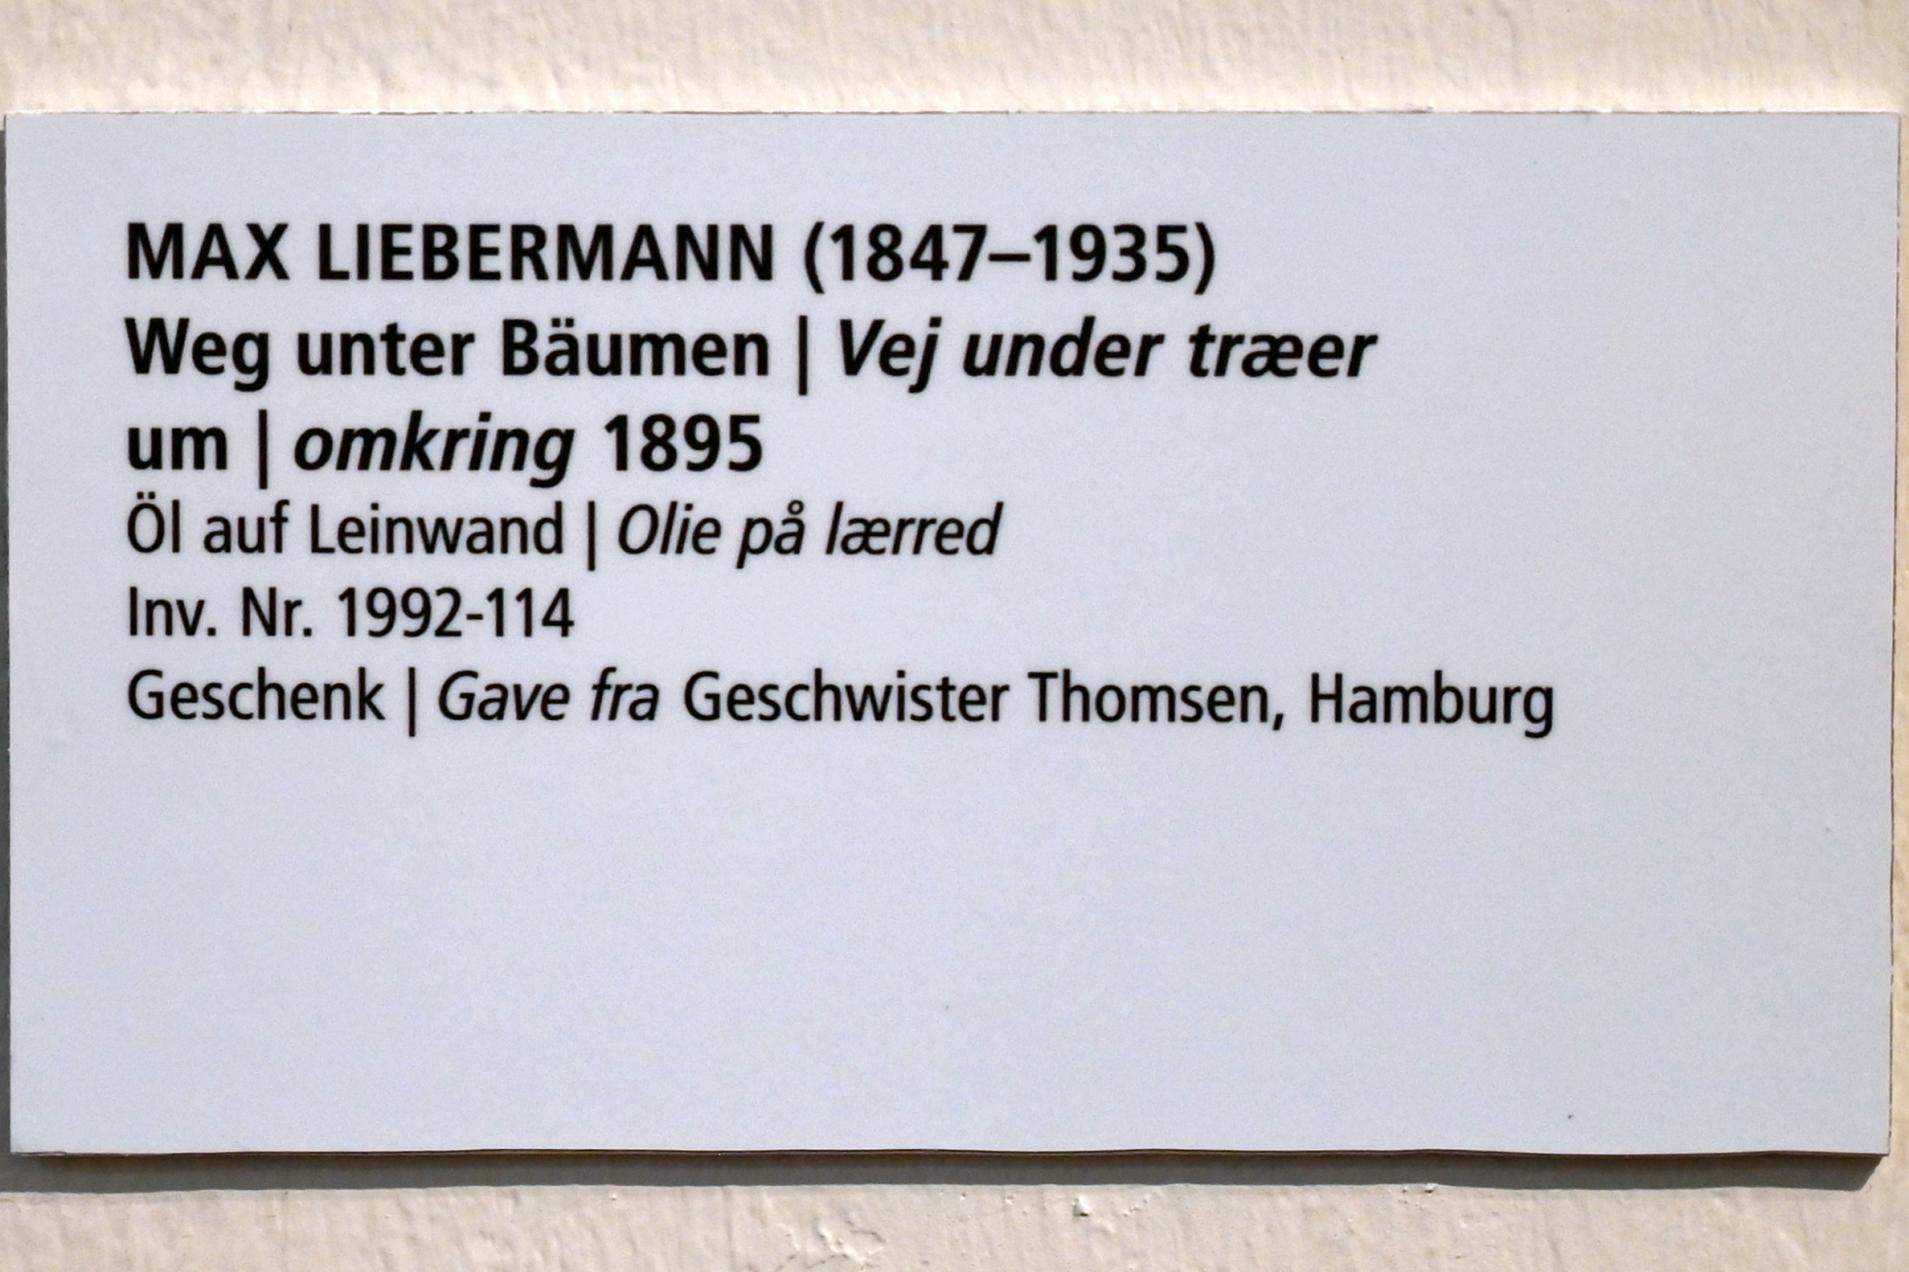 MAX LIEBERMANN (1847–1935)
Weg unter Bäumen | Vej under træer
um | omkring 1895
Öl auf Leinwand | Olie på lærred
Inv. Nr. 1992-114
Geschenk | Gave fra Geschwister Thomsen, Hamburg